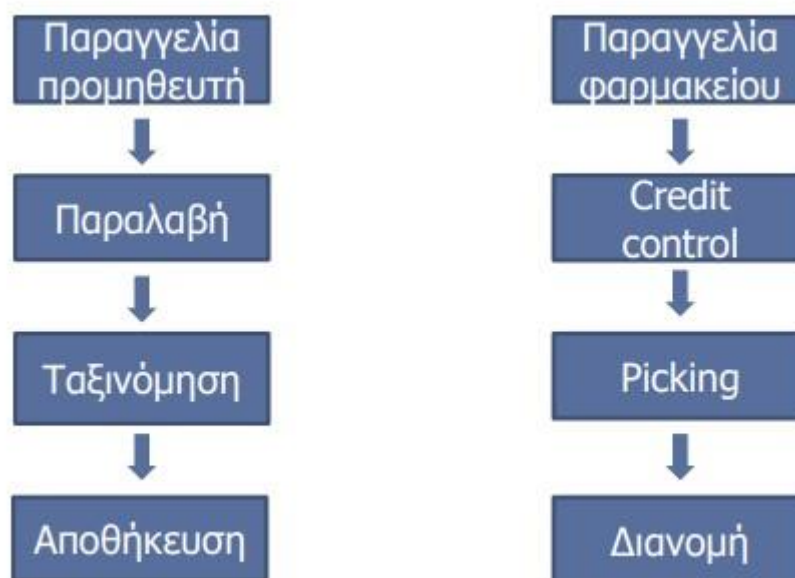 Παραγγελία
προμηθευτή
Παραλαβή
Ταξινόμηση
Αποθήκευση
Παραγγελία
φαρμακείου
Credit
control
Picking
Διανομή